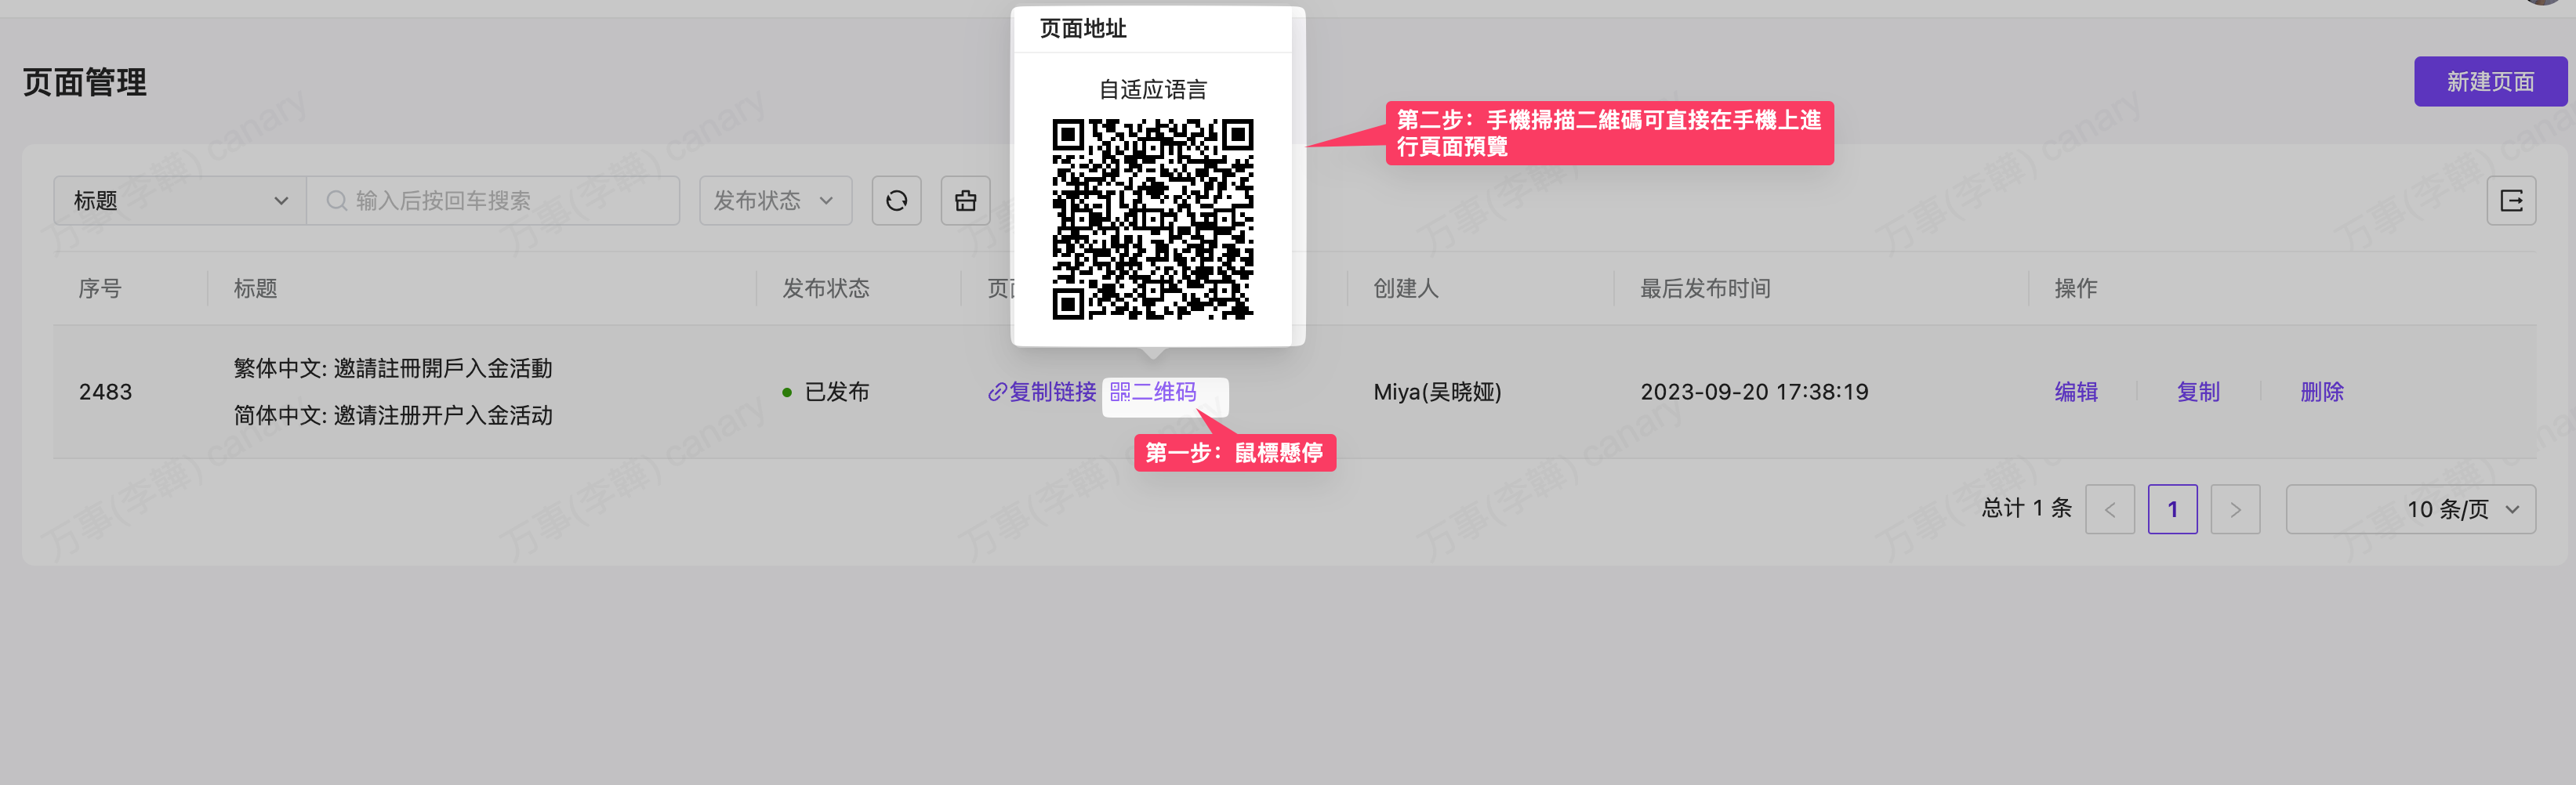 页面地址
页面管理
新建页面
自适应语言
第二步：手機掃描二維碼可直接在手機上進
行頁面預覽
标题
输入后按回车搜索
发布状态
序号
标题
发布状态
页
创建人
最后发布时间
操作
2483
繁体中文: 邀請註冊開戶入金活動
简体中文: 邀请注册开户入金活动
已发布
复制链接
二维码
Miya(吴晓娅)
2023-09-20 17:38:19
编辑
复制
删除
第一步：鼠標懸停
总计 1 条
<
1
>
10 条/页
canary